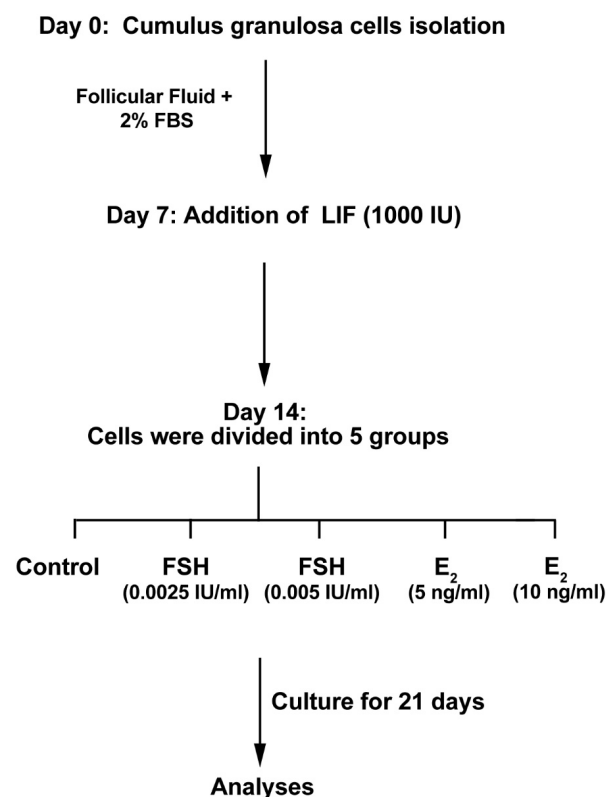 Day 0: Cumulus granulosa cells isolation
Follicular Fluid +
2% FBS
Day 7: Addition of LIF (1000 IU)
Day 14:
Cells were divided into 5 groups
Control FSH FSH E₂ E₂
(0.0025 IU/ml) (0.005 IU/ml) (5 ng/ml) (10 ng/ml)
Culture for 21 days
Analyses